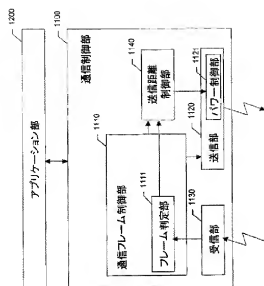 1200
アプリケーション部
1100
通信制御部
1140
送信距離
制御部
1121
パワー制御部
1120
送信部
1110
通信フレーム制御部
1111
フレーム判定部
1130
受信部